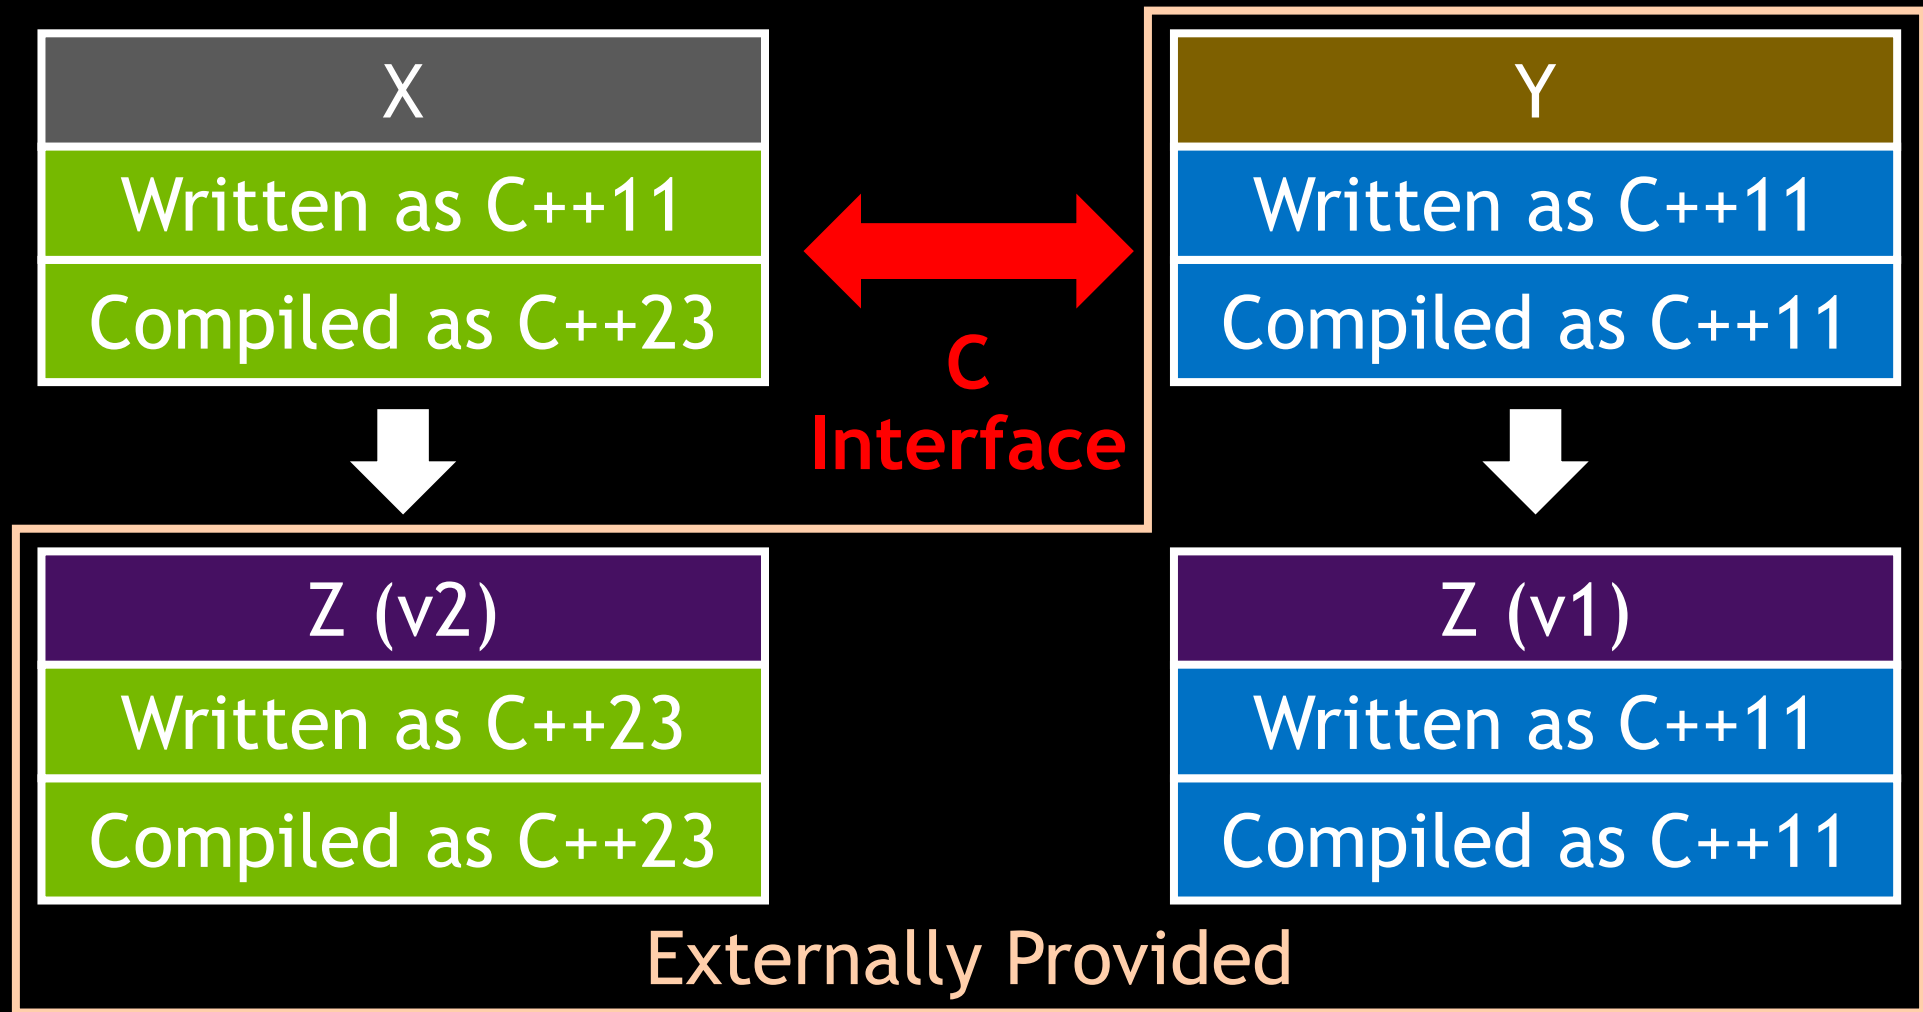 X
Written as C++11
Compiled as C++23
C
Interface
Y
Written as C++11
Compiled as C++11
Z (v2)
Written as C++23
Compiled as C++23
Z (v1)
Written as C++11
Compiled as C++11
Externally Provided